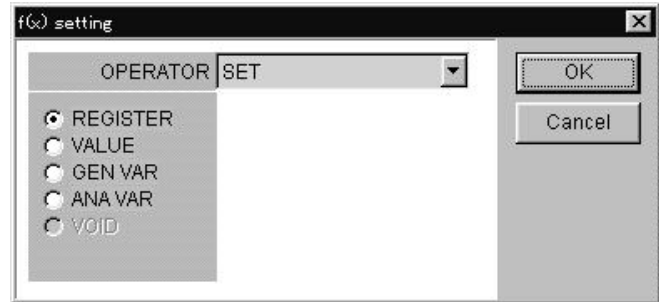 f(x) setting
OPERATOR SET
OK
REGISTER
Cancel
VALUE
GEN VAR
ANA VAR
VOID